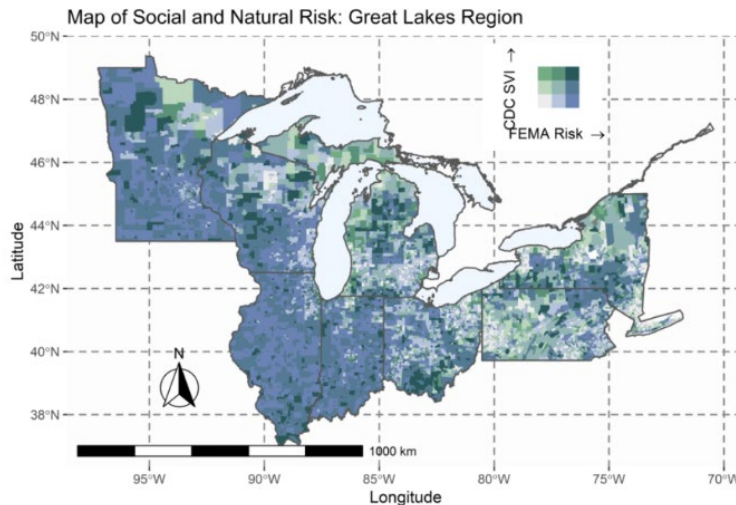 Map of Social and Natural Risk: Great Lakes Region
50°N
48°N
46°N
44°N
42°N
40°N
38°N
Latitude
CDC SVI →
FEMA Risk →
N
1000 km
95°W
90°W
85°W
80°W
75°W
70°W
Longitude